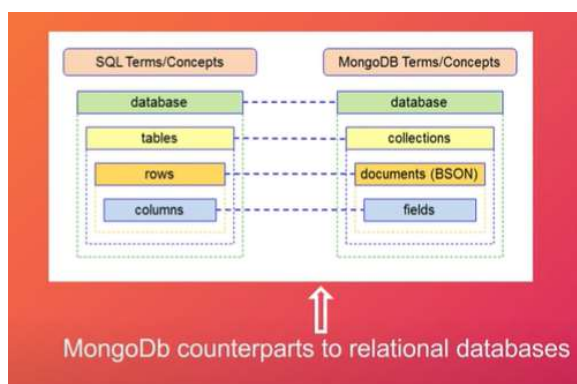 SQL Terms/Concepts MongoDB Terms/Concepts
database database
tables collections
rows documents (BSON)
columns fields
MongoDb counterparts to relational databases